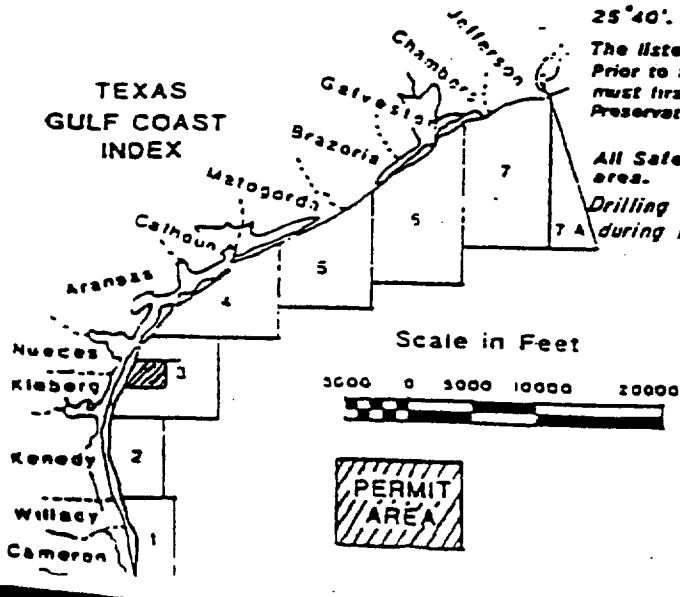 TEXAS
GULF COAST
INDEX
Jefferson
Chambers
Galveston
Brazoria
Matogorda
Calhoun
Aransas
Nueces
Kleberg
Kenedy
Willacy
Cameron
7
7 A
6
5
4
3
2
1
25°40'.
The liste
Prior to
must firs
Preservat
All Safe
area.
Drilling
during
Scale in Feet
5000 0 5000 10000 20000
PERMIT
AREA